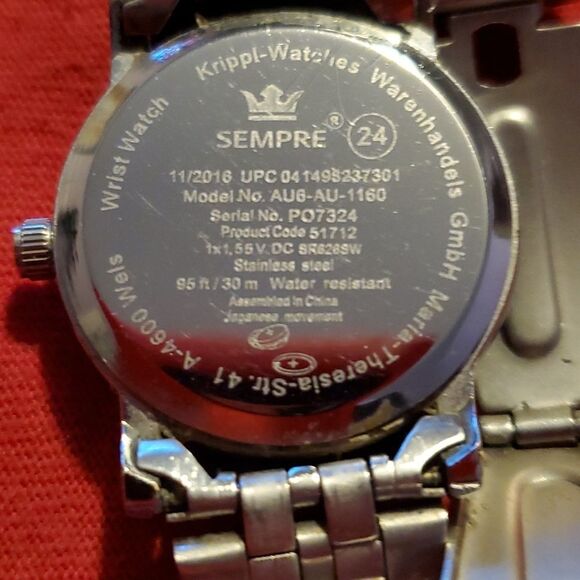 Wrist Watch Krippl-Watches Warenhandels GmbH Maria-Theresia-Str. 41 A-4600 Wels
SEMPRE ® 24
11/2016 UPC 041498237301
Model No. AU6-AU-1160
Serial No. PO7324
Product Code 51712
1x1,55 V DC SR626SW
Stainless steel
95 ft / 30 m Water resistant
Assembled in China
Japanese movement